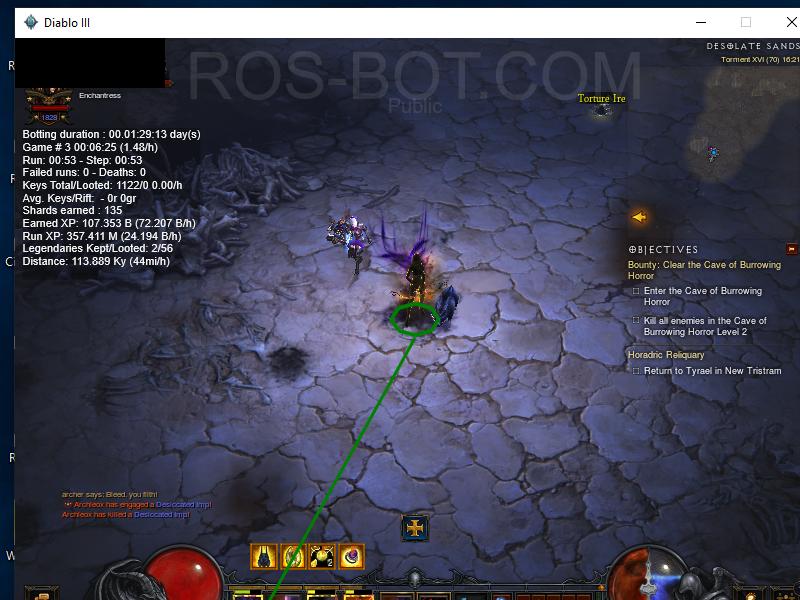 Diablo III
ROS-BOT.COM
Public
DESOLATE SANDS
Torment XVI (70) 16:21
Enchantress
1828
Torture Ire
Botting duration : 00.01:29:13 day(s)
Game # 3 00:06:25 (1.48/h)
Run: 00:53 - Step: 00:53
Failed runs: 0 - Deaths: 0
Keys Total/Looted: 1122/0 0.00/h
Avg. Keys/Rift: - 0r 0gr
Shards earned : 135
Earned XP: 107.353 B (72.207 B/h)
Run XP: 357.411 M (24.194 B/h)
Legendaries Kept/Looted: 2/56
Distance: 113.889 Ky (44mi/h)
OBJECTIVES
Bounty: Clear the Cave of Burrowing
Horror
Enter the Cave of Burrowing
Horror
Kill all enemies in the Cave of
Burrowing Horror Level 2
Horadric Reliquary
Return to Tyrael in New Tristram
archer says: Bleed, you filth!
Archleox has engaged a Desiccated Imp!
Archleox has killed a Desiccated Imp!
2